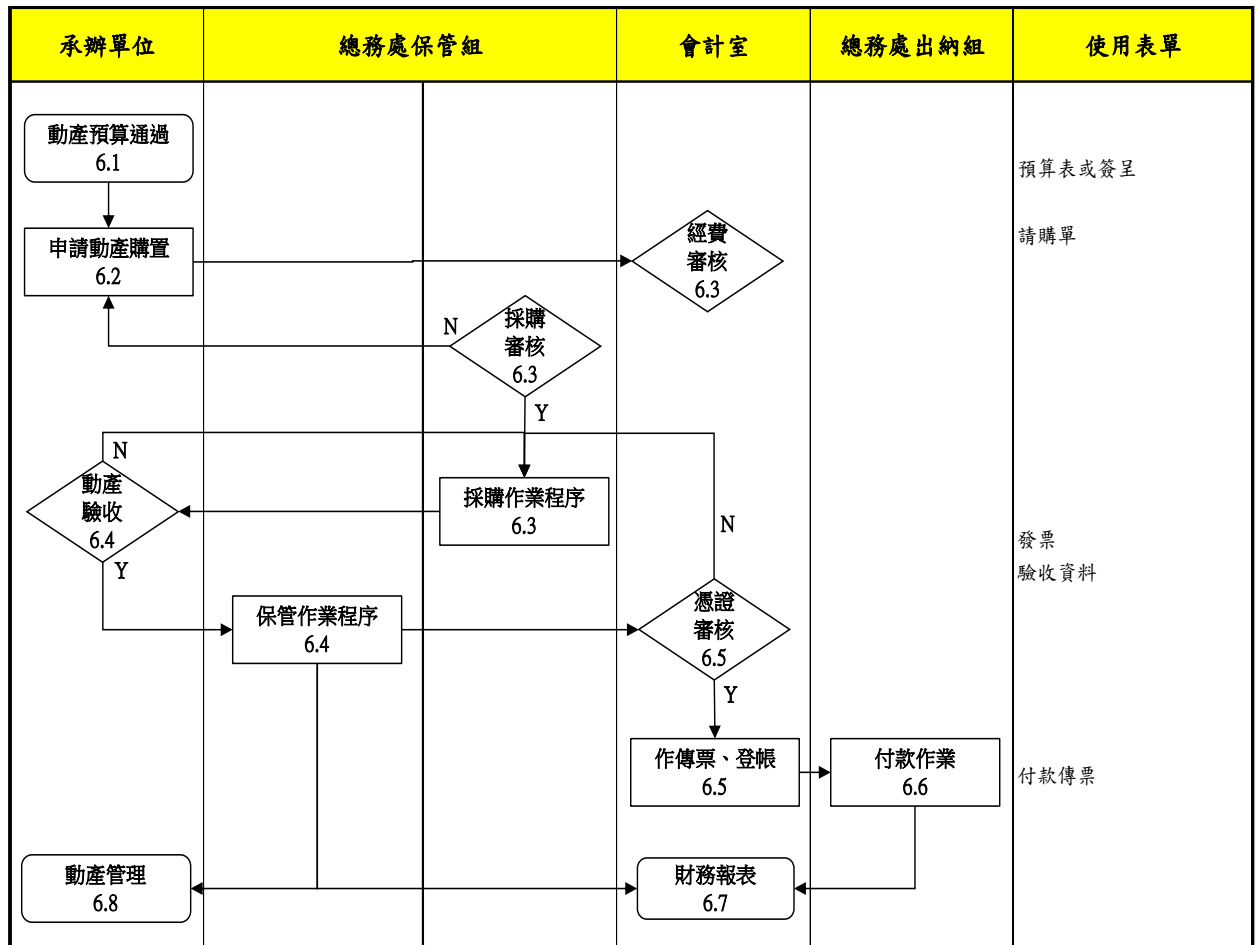 承辦單位
總務處保管組
會計室
總務處出納組
使用表單
動產預算通過
6.1
預算表或簽呈
申請動產購置
6.2
經費
審核
6.3
請購單
N
採購
審核
6.3
Y
N
動產
驗收
6.4
Y
採購作業程序
6.3
N
發票
驗收資料
保管作業程序
6.4
憑證
審核
6.5
Y
作傳票、登帳
6.5
付款作業
6.6
付款傳票
動產管理
6.8
財務報表
6.7